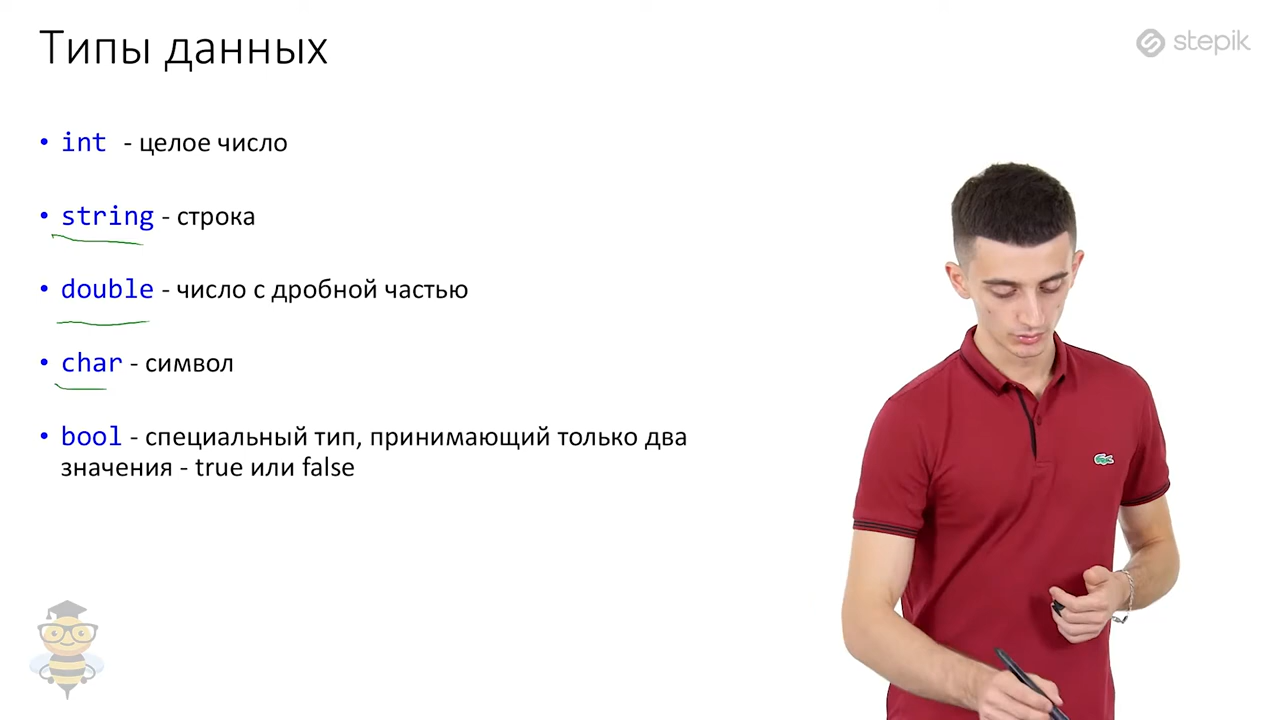 Типы данных
stepik
• int - целое число
• string - строка
• double - число с дробной частью
• char - символ
• bool - специальный тип, принимающий только два
значения - true или false